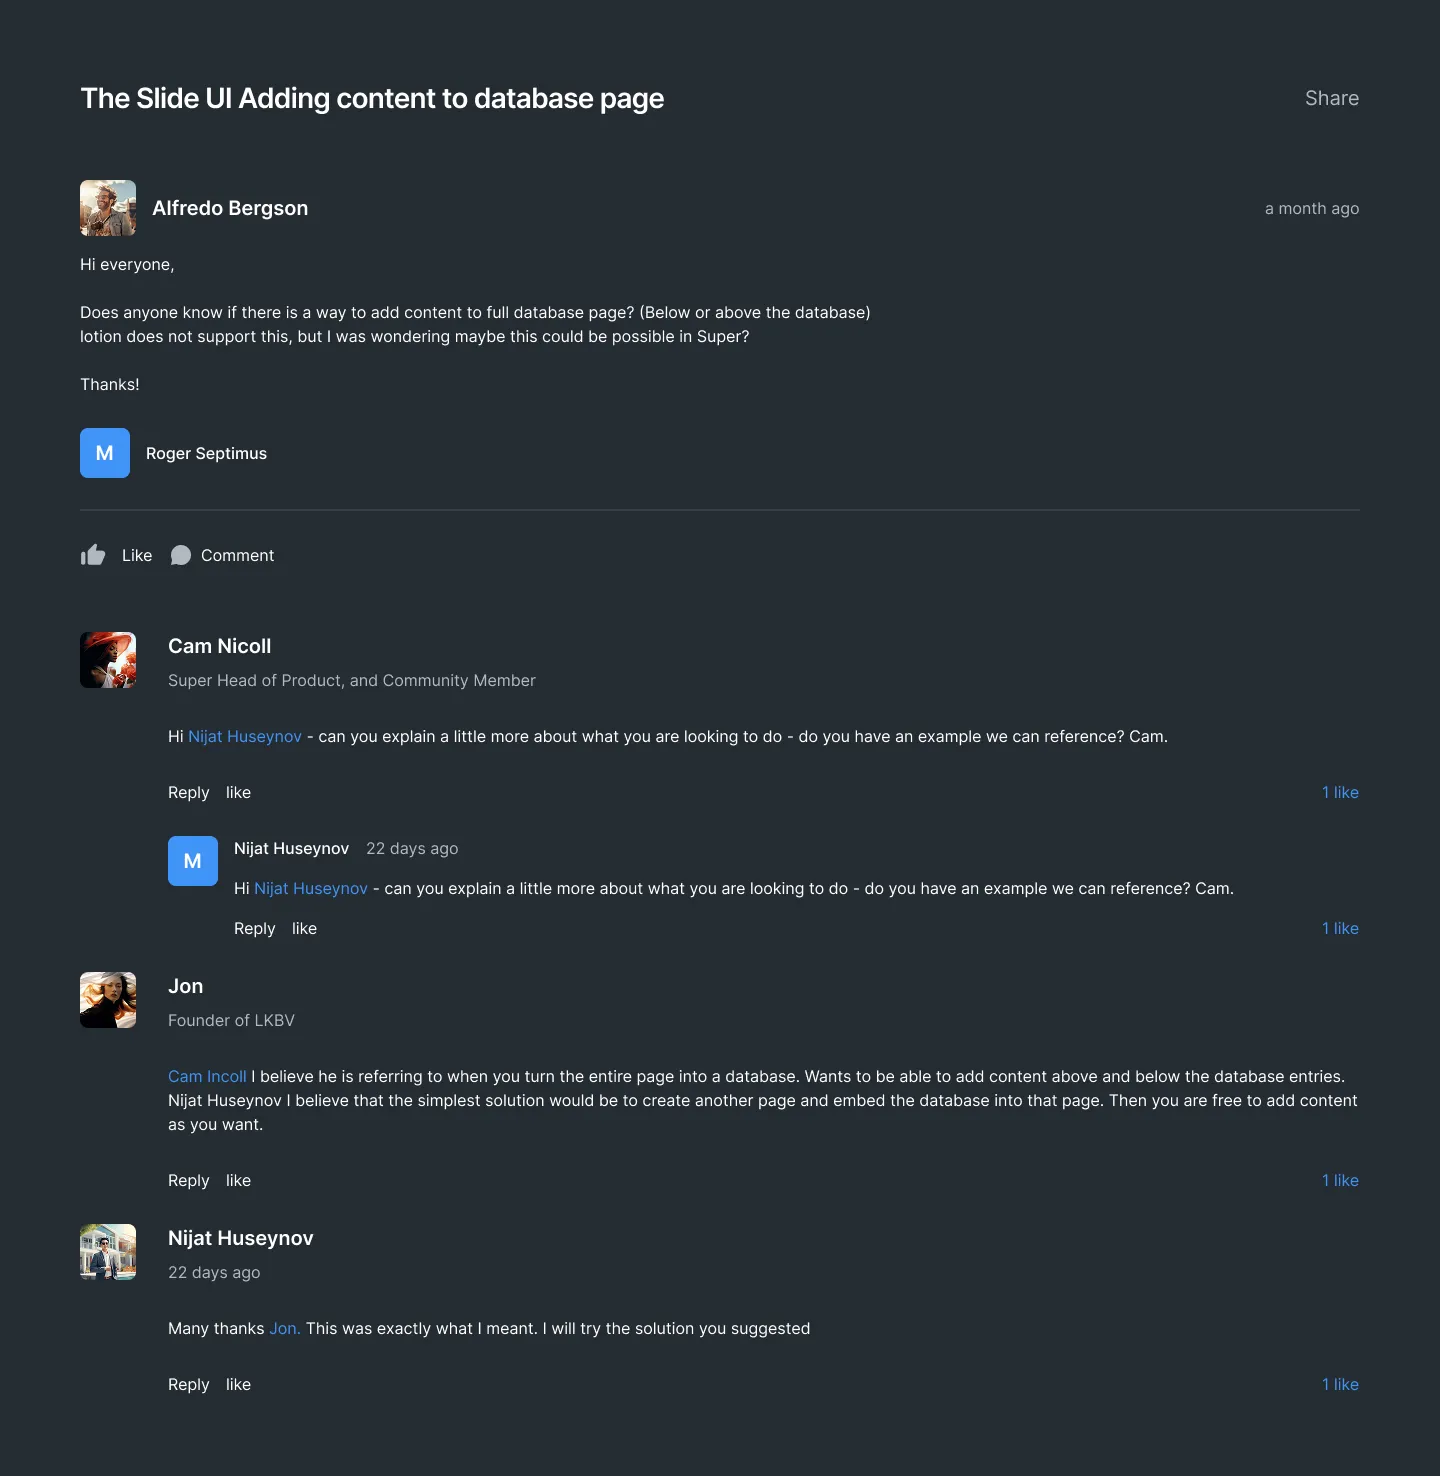 The Slide UI Adding content to database page
Share
Alfredo Bergson
a month ago
Hi everyone,
Does anyone know if there is a way to add content to full database page? (Below or above the database)
lotion does not support this, but I was wondering maybe this could be possible in Super?
Thanks!
M
Roger Septimus
Like
Comment
Cam Nicoll
Super Head of Product, and Community Member
Hi Nijat Huseynov - can you explain a little more about what you are looking to do - do you have an example we can reference? Cam.
Reply like
1 like
M
Nijat Huseynov 22 days ago
Hi Nijat Huseynov - can you explain a little more about what you are looking to do - do you have an example we can reference? Cam.
Reply like
1 like
Jon
Founder of LKBV
Cam Incoll I believe he is referring to when you turn the entire page into a database. Wants to be able to add content above and below the database entries.
Nijat Huseynov I believe that the simplest solution would be to create another page and embed the database into that page. Then you are free to add content
as you want.
Reply like
1 like
Nijat Huseynov
22 days ago
Many thanks Jon. This was exactly what I meant. I will try the solution you suggested
Reply like
1 like